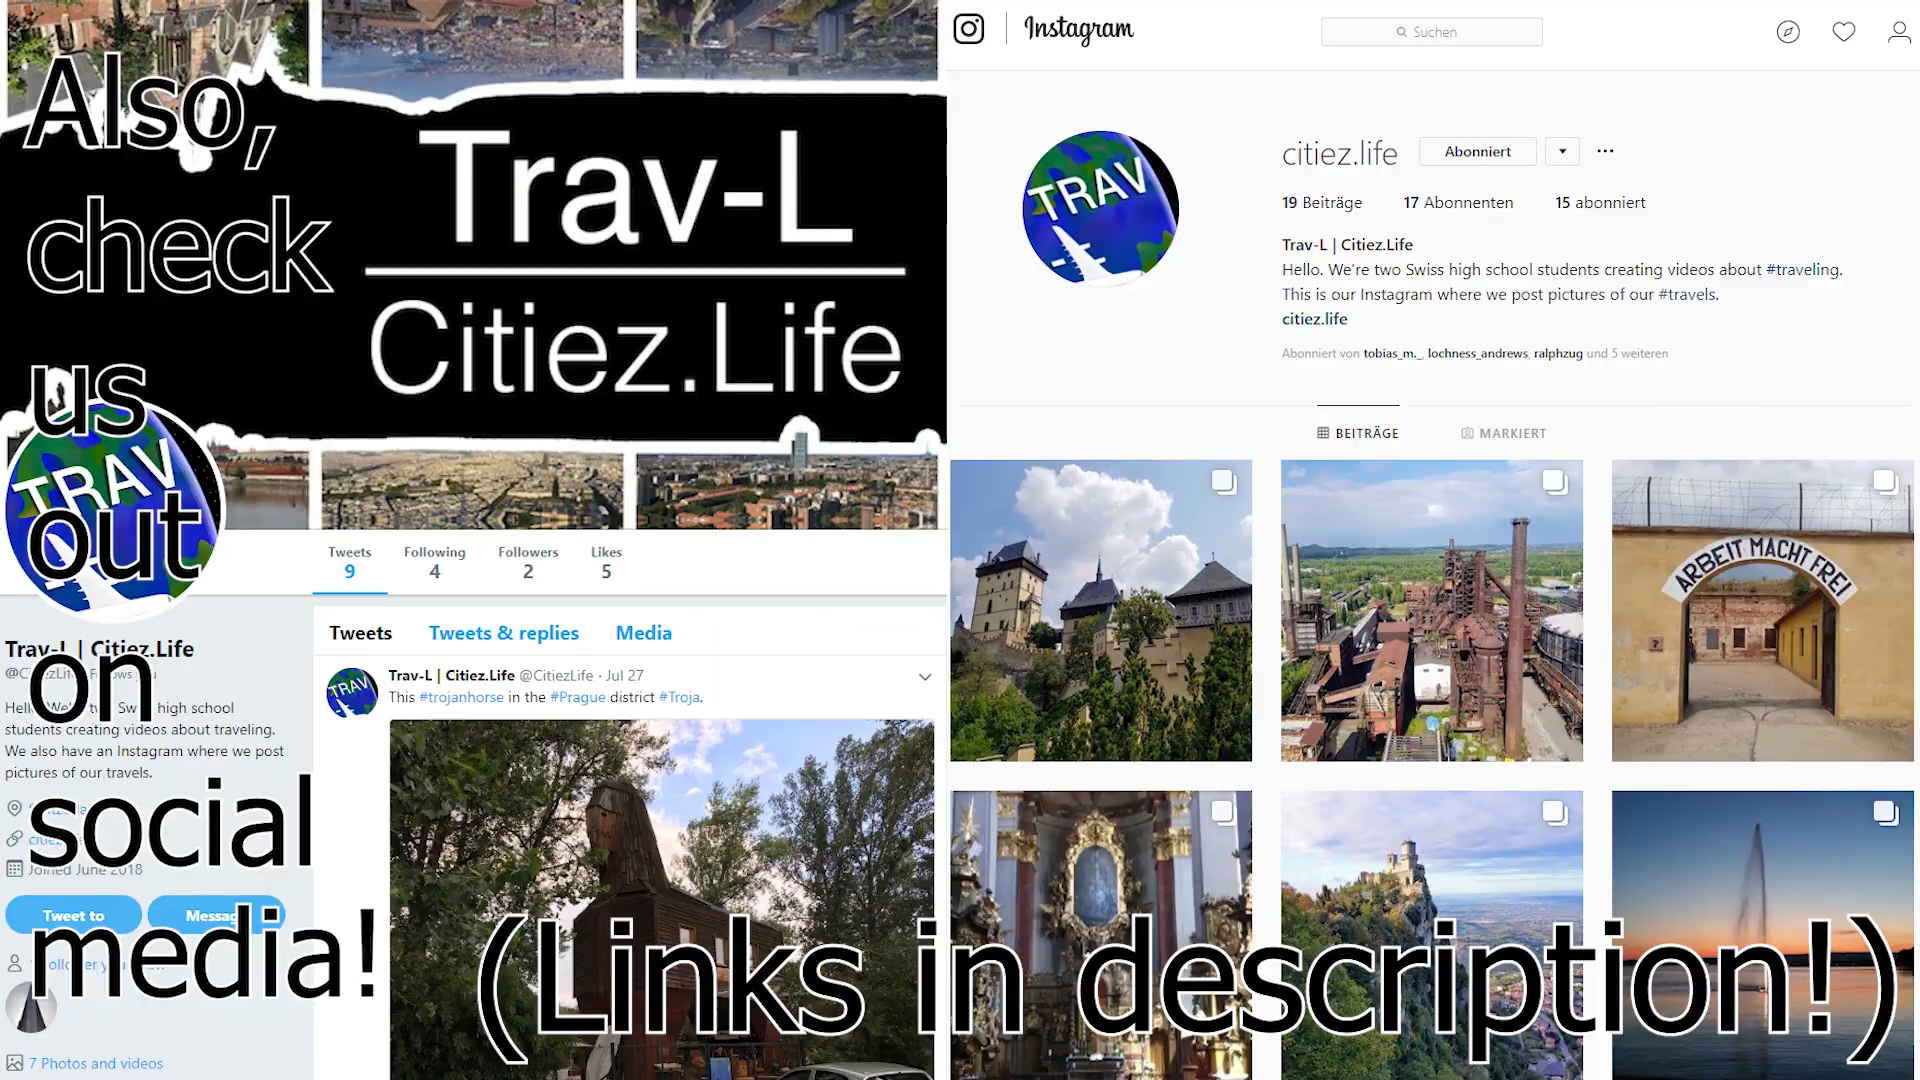 Also,
check
us
out
on
social
media!
(Links in description!)
Trav-L
Citiez.Life
TRAV
Tweets
9
Following
4
Followers
2
Likes
5
Trav-L | Citiez.Life
high school
students creating videos about traveling.
We also have an Instagram where we post
pictures of our travels.
Joined June 2018
Tweet to
7 Photos and videos
Tweets
Tweets & replies
Media
TRAV
Trav-L | Citiez.Life @CitiezLife · Jul 27
This #trojanhorse in the #Prague district #Troja.
Instagram
Suchen
TRAV
citiez.life
Abonniert
19 Beiträge
17 Abonnenten
15 abonniert
Trav-L | Citiez.Life
Hello. We're two Swiss high school students creating videos about #traveling.
This is our Instagram where we post pictures of our #travels.
citiez.life
Abonniert von tobias_m._, lochness_andrews, ralphzug und 5 weiteren
BEITRÄGE
MARKIERT
ARBEIT MACHT FREI